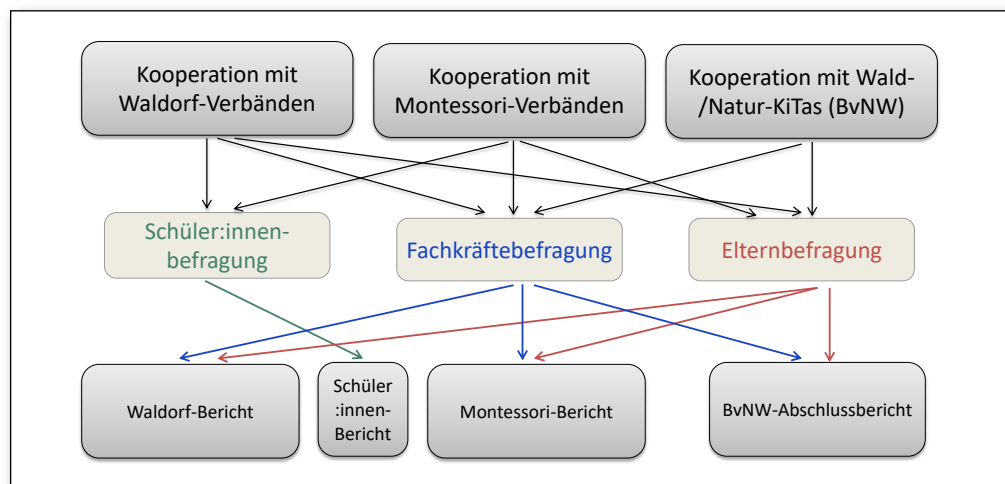 Kooperation mit
Waldorf-Verbänden
Kooperation mit
Montessori-Verbänden
Kooperation mit Wald-
/Natur-KiTas (BvNW)
Schüler:innen-
befragung
Fachkräftebefragung
Elternbefragung
Waldorf-Bericht
Schüler
:innen-
Bericht
Montessori-Bericht
BvNW-Abschlussbericht